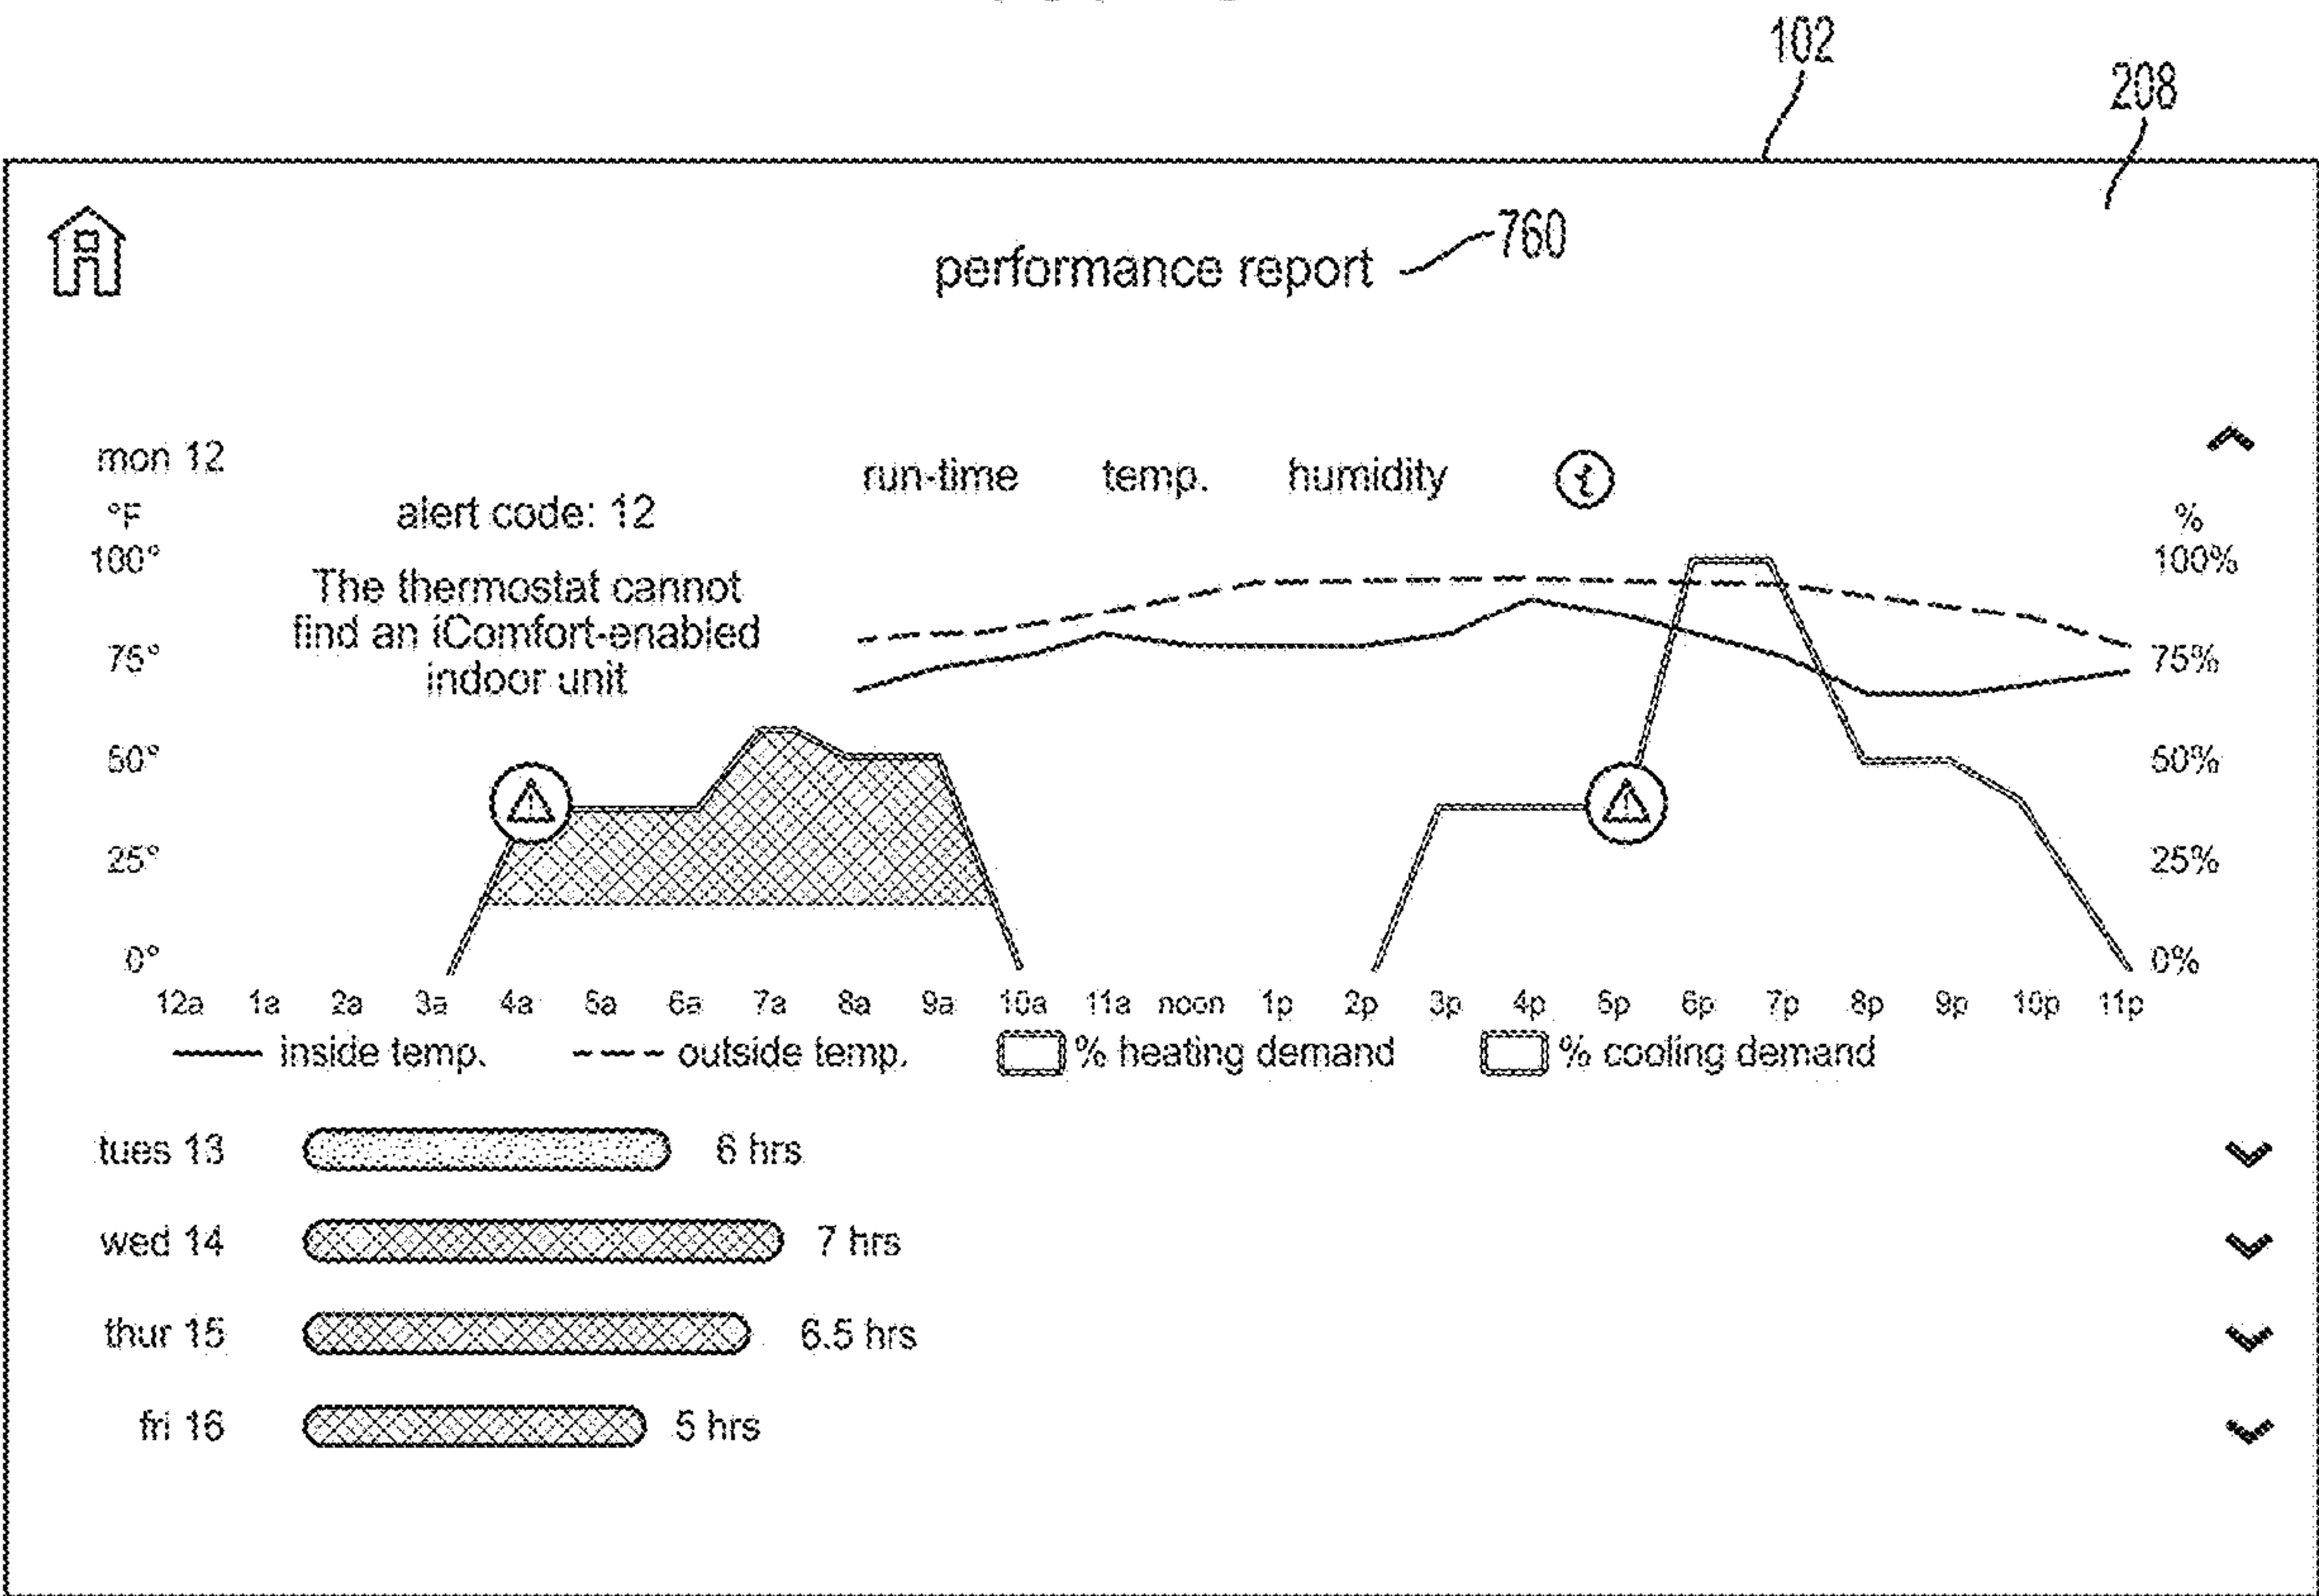 102
208
performance report
760
mon 12
run-time temp. humidity i
°F
alert code: 12
%
100°
100%
The thermostat cannot
find an iComfort-enabled
indoor unit
75°
75%
50°
50%
25°
25%
0°
0%
12a 1a 2a 3a 4a 5a 6a 7a 8a 9a 10a 11a noon 1p 2p 3p 4p 5p 6p 7p 8p 9p 10p 11p
inside temp. outside temp. % heating demand % cooling demand
tues 13 6 hrs
wed 14 7 hrs
thur 15 6.5 hrs
fri 16 5 hrs